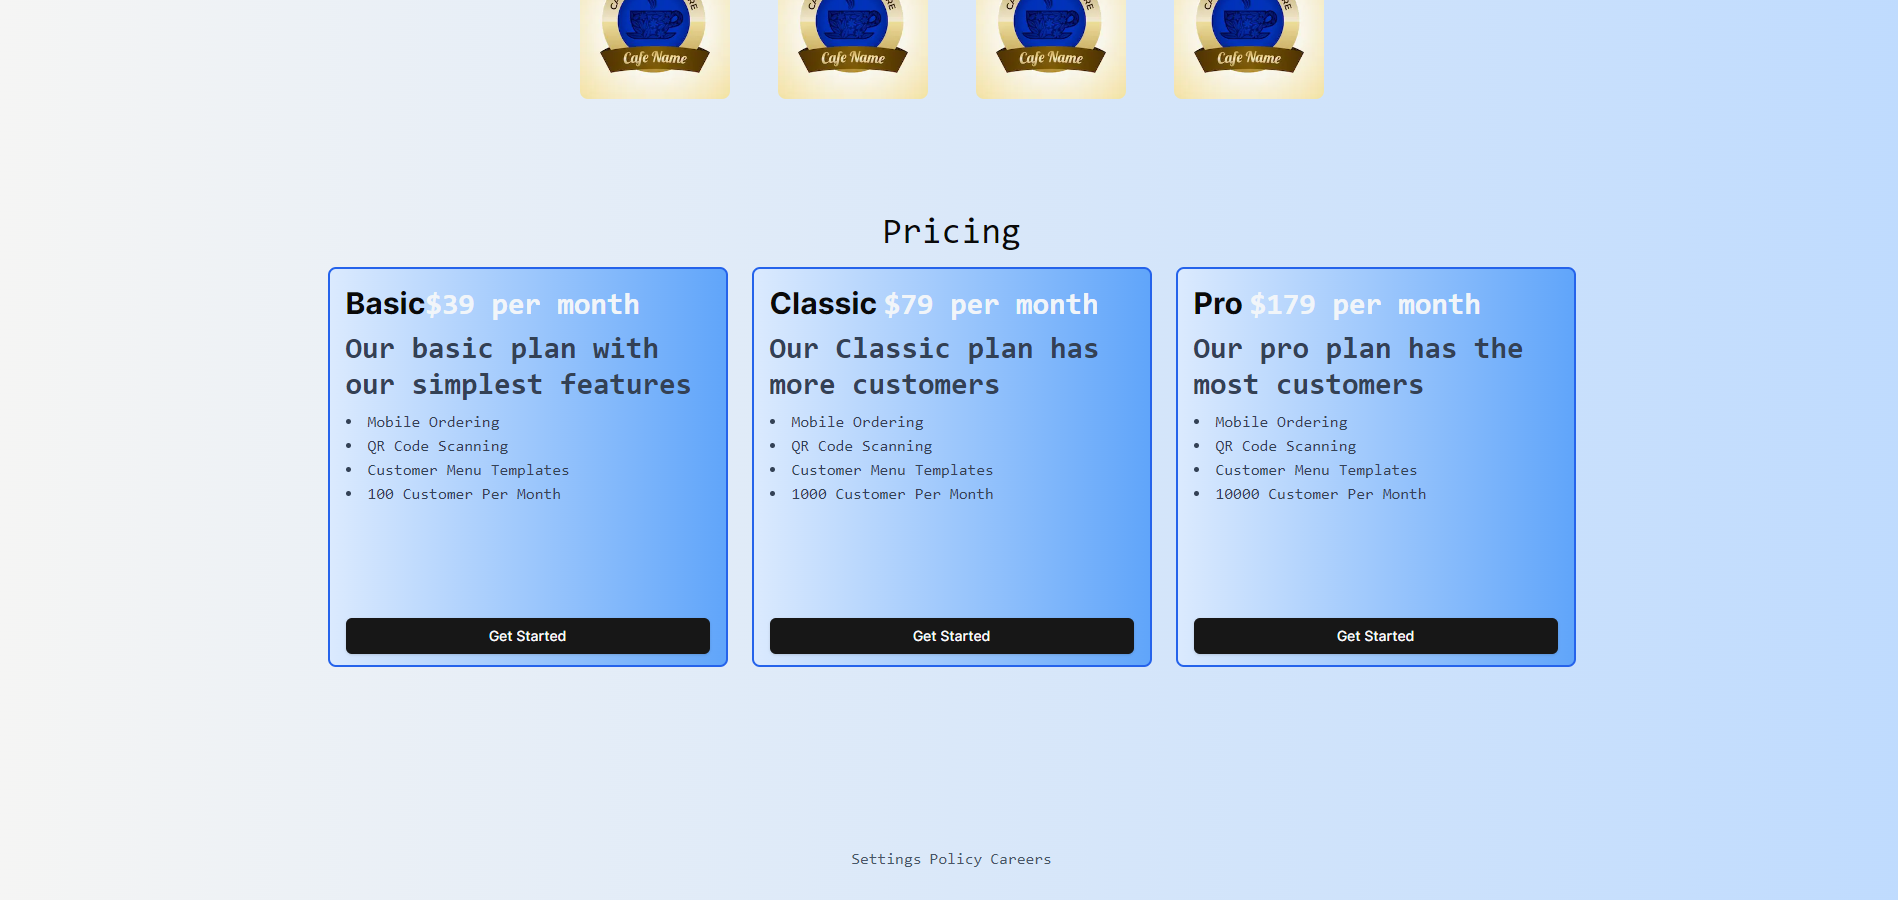 Cafe Name Cafe Name Cafe Name Cafe Name
Pricing
Basic$39 per month
Our basic plan with
our simplest features
• Mobile Ordering
• QR Code Scanning
• Customer Menu Templates
• 100 Customer Per Month
Get Started
Classic $79 per month
Our Classic plan has
more customers
• Mobile Ordering
• QR Code Scanning
• Customer Menu Templates
• 1000 Customer Per Month
Get Started
Pro $179 per month
Our pro plan has the
most customers
• Mobile Ordering
• QR Code Scanning
• Customer Menu Templates
• 10000 Customer Per Month
Get Started
Settings Policy Careers